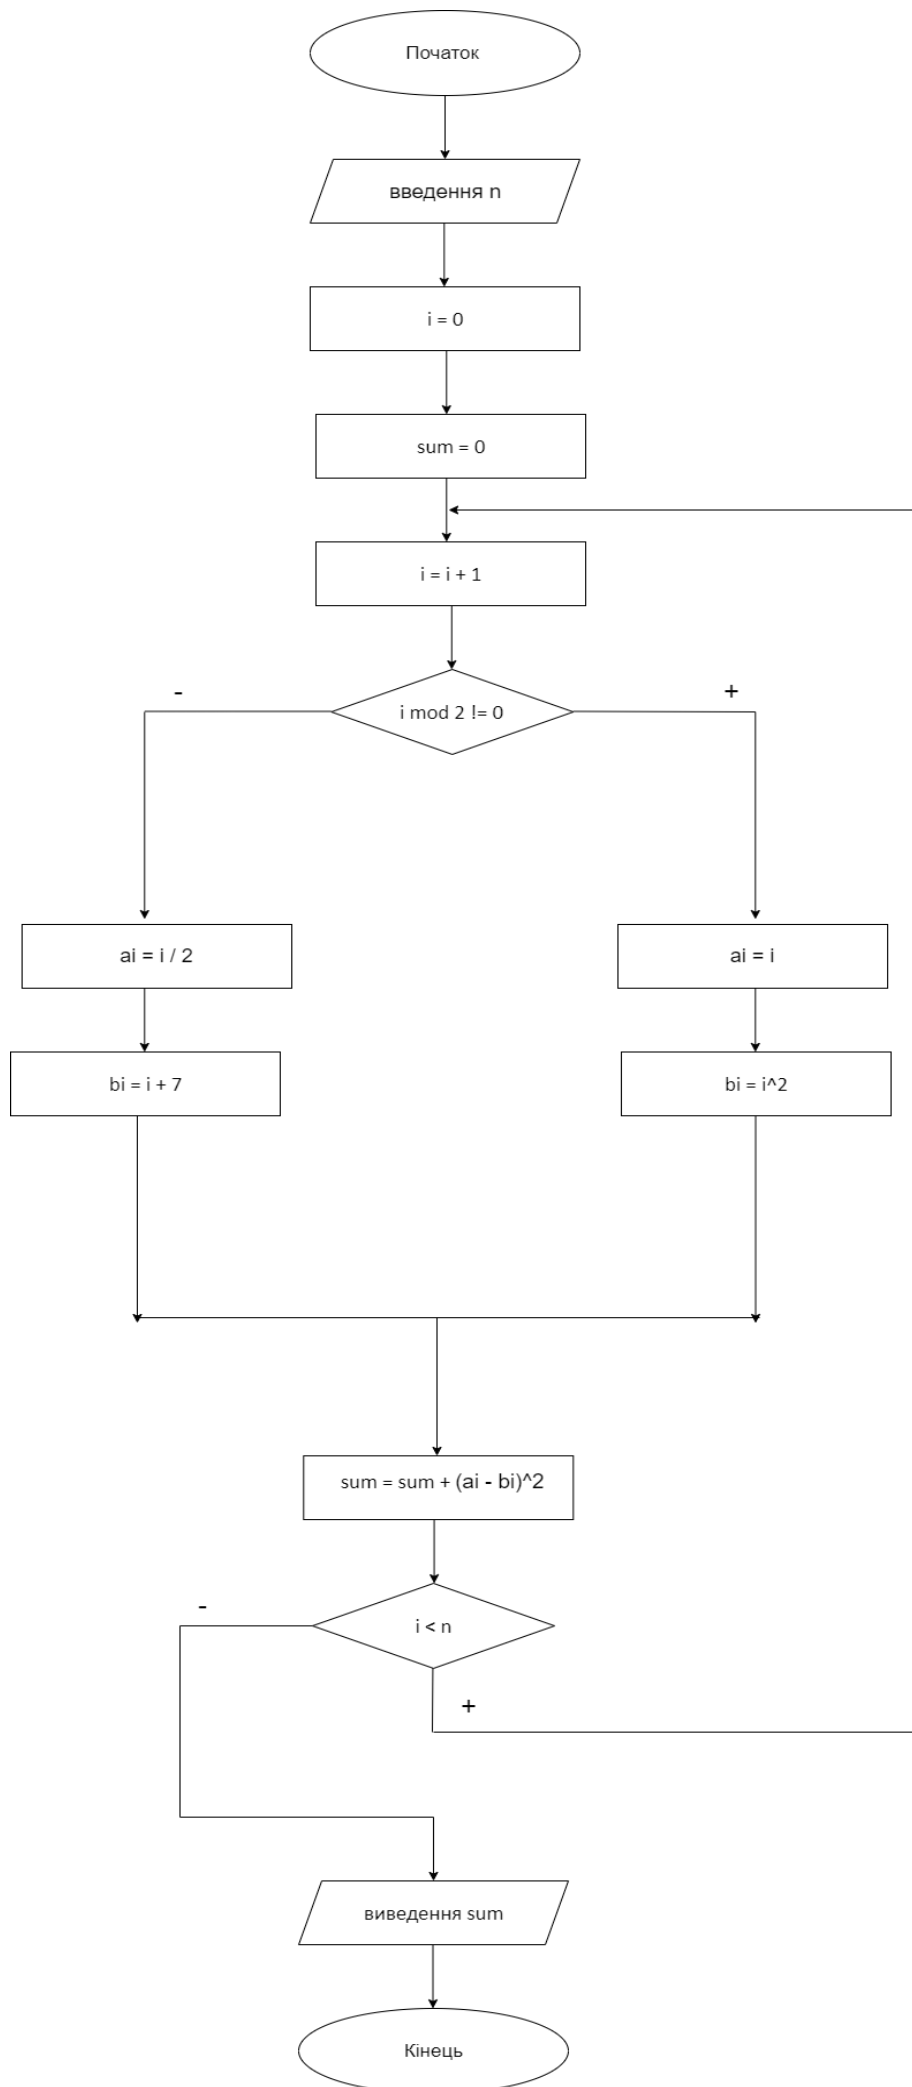 Початок
введення n
i = 0
sum = 0
i = i + 1
i mod 2 != 0
-
+
ai = i / 2
ai = i
bi = i + 7
bi = i^2
sum = sum + (ai - bi)^2
i < n
-
+
виведення sum
Кінець